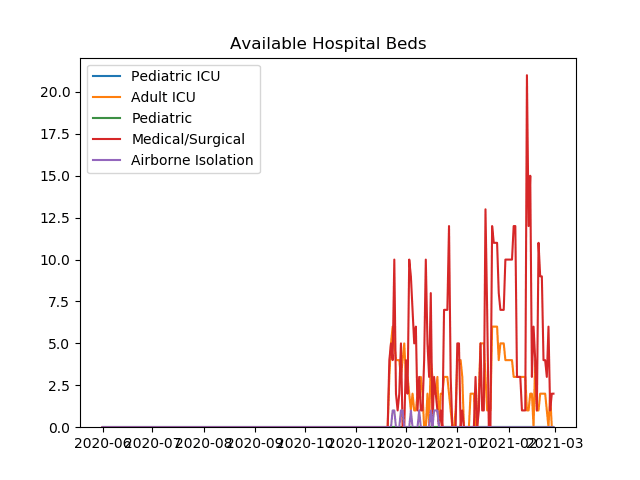 Available Hospital Beds
Pediatric ICU
Adult ICU
Pediatric
Medical/Surgical
Airborne Isolation
20.0
17.5
15.0
12.5
10.0
7.5
5.0
2.5
0.0
2020-06 2020-07 2020-08 2020-09 2020-10 2020-11 2020-12 2021-01 2021-02 2021-03